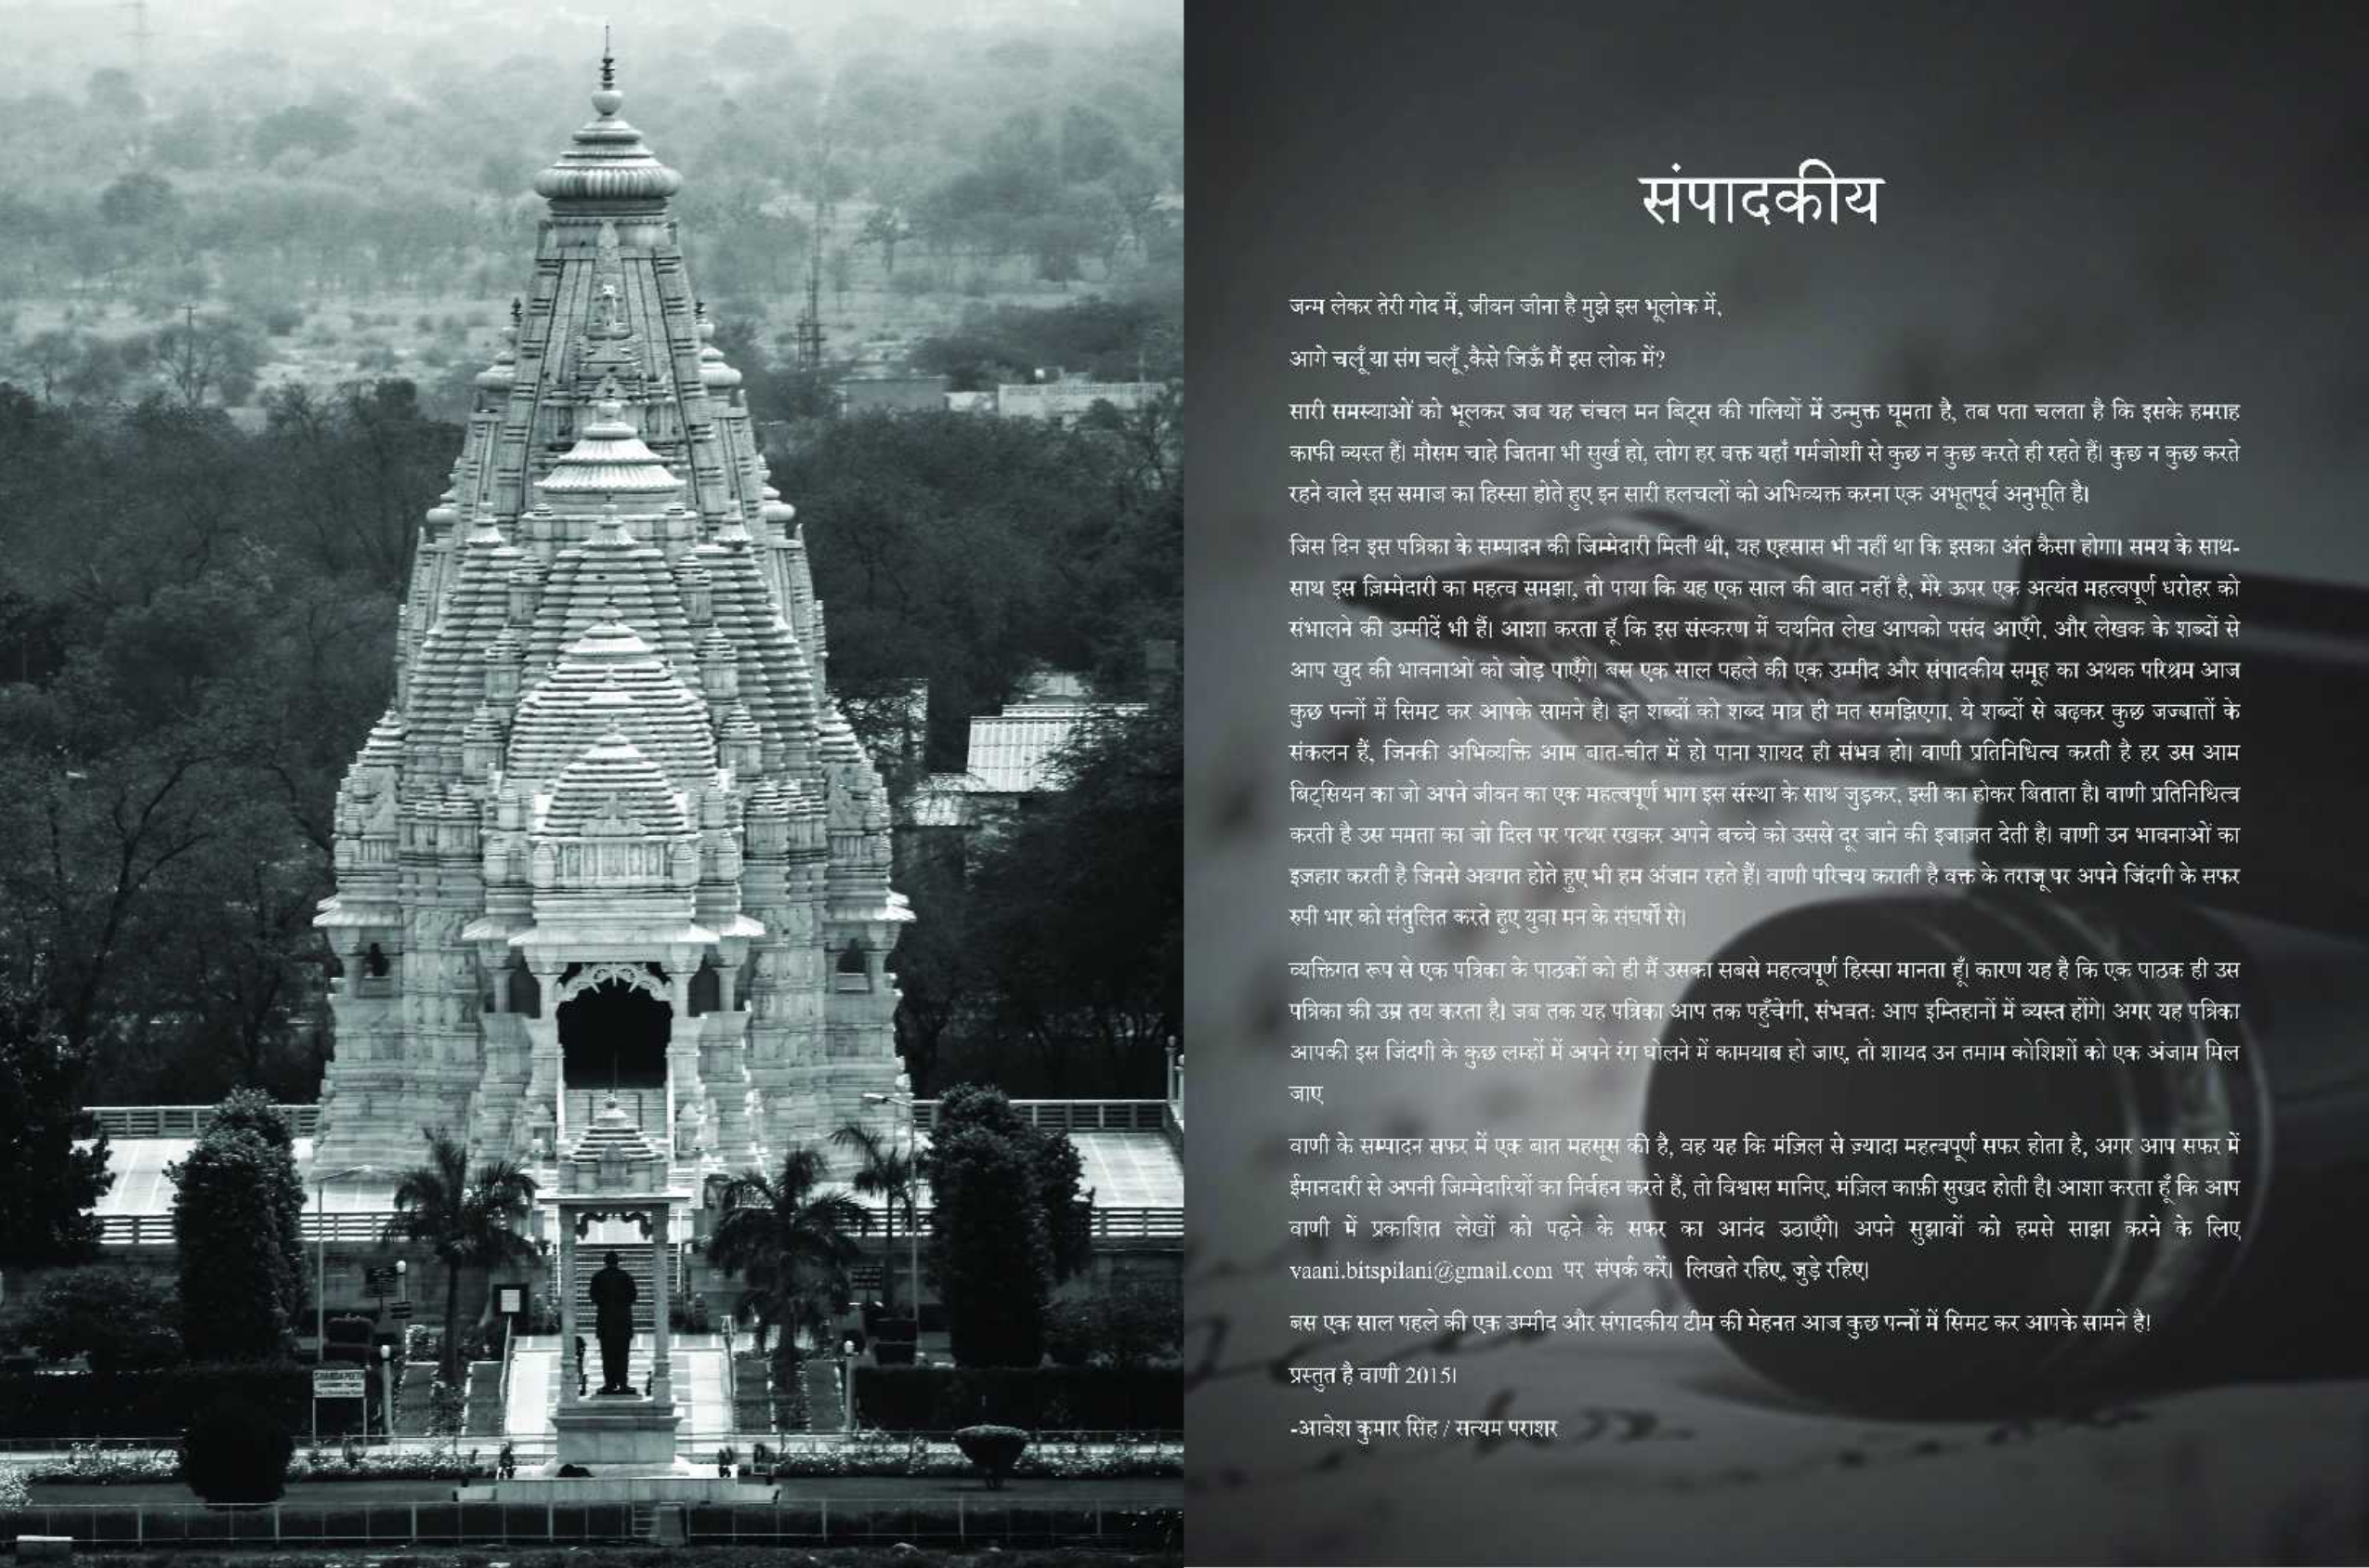 SHARDA PEETH
संपादकीय
जन्म लेकर तेरी गोद में, जीवन जीना है मुझे इस भूलोक में,
आगे चलूँ या संग चलूँ ,कैसे जिऊँ मैं इस लोक में?
सारी समस्याओं को भूलकर जब यह चंचल मन बिट्स की गलियों में उन्मुक्त घूमता है, तब पता चलता है कि इसके हमराह
काफी व्यस्त हैं। मौसम चाहे जितना भी सुर्ख हो, लोग हर वक्त यहाँ गर्मजोशी से कुछ न कुछ करते ही रहते हैं। कुछ न कुछ करते
रहने वाले इस समाज का हिस्सा होते हुए इन सारी हलचलों को अभिव्यक्त करना एक अभूतपूर्व अनुभूति है।
जिस दिन इस पत्रिका के सम्पादन की जिम्मेदारी मिली थी, यह एहसास भी नहीं था कि इसका अंत कैसा होगा। समय के साथ-
साथ इस ज़िम्मेदारी का महत्व समझा, तो पाया कि यह एक साल की बात नहीं है, मेरे ऊपर एक अत्यंत महत्वपूर्ण धरोहर को
संभालने की उम्मीदें भी हैं। आशा करता हूँ कि इस संस्करण में चयनित लेख आपको पसंद आएँगे, और लेखक के शब्दों से
आप खुद की भावनाओं को जोड़ पाएँगे। बस एक साल पहले की एक उम्मीद और संपादकीय समूह का अथक परिश्रम आज
कुछ पन्नों में सिमट कर आपके सामने है। इन शब्दों को शब्द मात्र ही मत समझिएगा, ये शब्दों से बढ़कर कुछ जज्बातों के
संकलन हैं, जिनकी अभिव्यक्ति आम बात-चीत में हो पाना शायद ही संभव हो। वाणी प्रतिनिधित्व करती है हर उस आम
बिट्सियन का जो अपने जीवन का एक महत्वपूर्ण भाग इस संस्था के साथ जुड़कर, इसी का होकर बिताता है। वाणी प्रतिनिधित्व
करती है उस ममता का जो दिल पर पत्थर रखकर अपने बच्चे को उससे दूर जाने की इजाज़त देती है। वाणी उन भावनाओं का
इजहार करती है जिनसे अवगत होते हुए भी हम अंजान रहते हैं। वाणी परिचय कराती है वक्त के तराजू पर अपने जिंदगी के सफर
रुपी भार को संतुलित करते हुए युवा मन के संघर्षों से।
व्यक्तिगत रूप से एक पत्रिका के पाठकों को ही मैं उसका सबसे महत्वपूर्ण हिस्सा मानता हूँ। कारण यह है कि एक पाठक ही उस
पत्रिका की उम्र तय करता है। जब तक यह पत्रिका आप तक पहुँचेगी, संभवतः आप इम्तिहानों में व्यस्त होंगे। अगर यह पत्रिका
आपकी इस जिंदगी के कुछ लम्हों में अपने रंग घोलने में कामयाब हो जाए, तो शायद उन तमाम कोशिशों को एक अंजाम मिल
जाए
वाणी के सम्पादन सफर में एक बात महसूस की है, वह यह कि मंज़िल से ज़्यादा महत्वपूर्ण सफर होता है, अगर आप सफर में
ईमानदारी से अपनी जिम्मेदारियों का निर्वहन करते हैं, तो विश्वास मानिए, मंज़िल काफ़ी सुखद होती है। आशा करता हूँ कि आप
वाणी में प्रकाशित लेखों को पढ़ने के सफर का आनंद उठाएँगे। अपने सुझावों को हमसे साझा करने के लिए
vaani.bitspilani@gmail.com पर संपर्क करें। लिखते रहिए, जुड़े रहिए।
बस एक साल पहले की एक उम्मीद और संपादकीय टीम की मेहनत आज कुछ पन्नों में सिमट कर आपके सामने है!
प्रस्तुत है वाणी 2015।
-आवेश कुमार सिंह / सत्यम पराशर